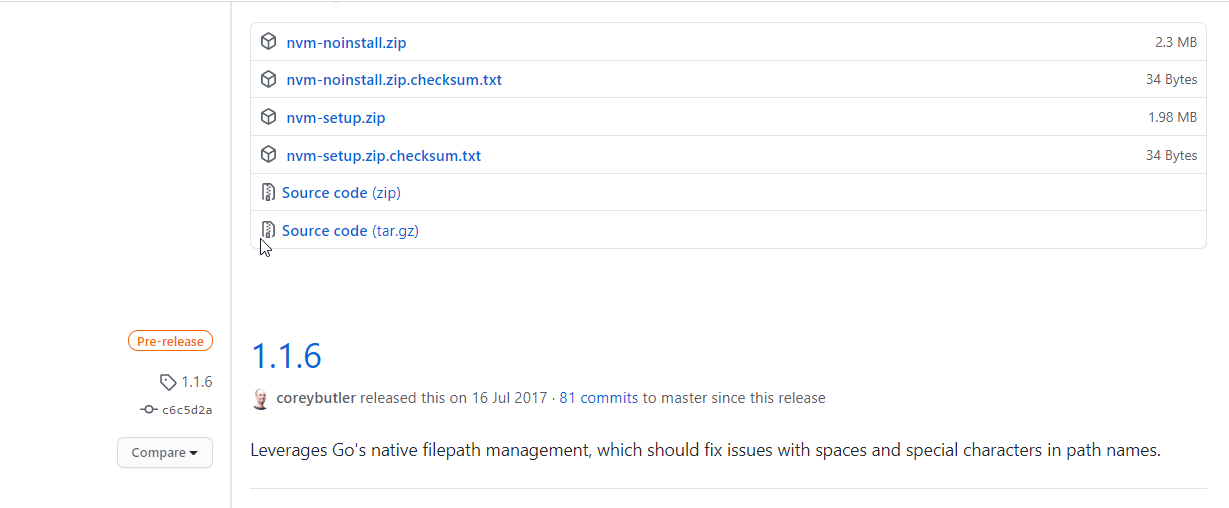 nvm-noinstall.zip 2.3 MB
nvm-noinstall.zip.checksum.txt 34 Bytes
nvm-setup.zip 1.98 MB
nvm-setup.zip.checksum.txt 34 Bytes
Source code (zip)
Source code (tar.gz)
Pre-release
1.1.6
c6c5d2a
Compare
1.1.6
coreybutler released this on 16 Jul 2017 · 81 commits to master since this release
Leverages Go's native filepath management, which should fix issues with spaces and special characters in path names.